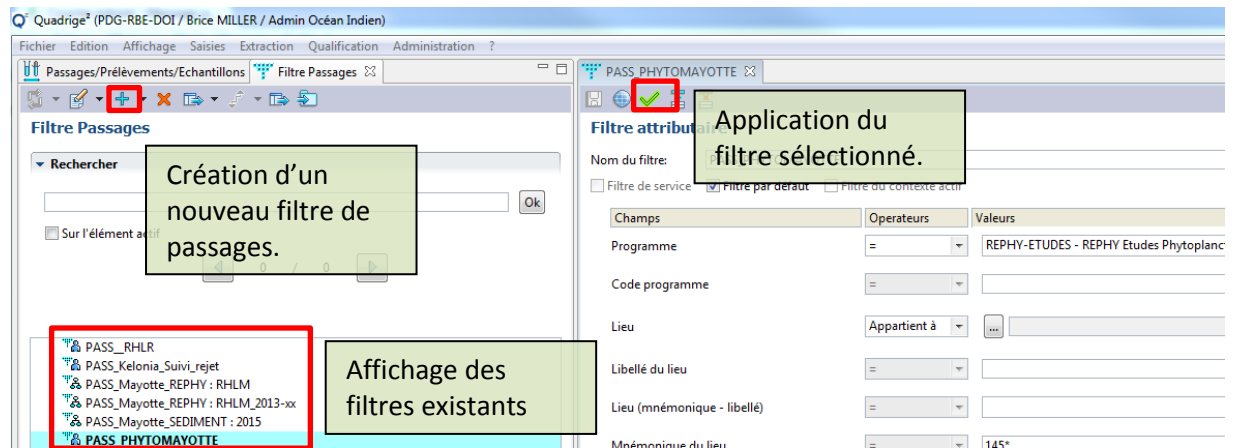 Quadrige² (PDG-RBE-DOI / Brice MILLER / Admin Océan Indien)
Fichier Edition Affichage Saisies Extraction Qualification Administration ?
Passages/Prélèvements/Echantillons Filtre Passages
Filtre Passages
Rechercher
Ok
Sur l'élément actif
0 / 0
Création d'un
nouveau filtre de
passages.
PASS__RHLR
PASS_Kelonia_Suivi_rejet
PASS_Mayotte_REPHY : RHLM
PASS_Mayotte_REPHY : RHLM_2013-xx
PASS_Mayotte_SEDIMENT : 2015
PASS_PHYTOMAYOTTE
Affichage des
filtres existants
PASS_PHYTOMAYOTTE
Application du
filtre sélectionné.
Filtre attributaire
Nom du filtre:
Filtre de service Filtre par défaut Filtre du contexte actif
Champs Operateurs Valeurs
Programme = REPHY-ETUDES - REPHY Etudes Phytoplanc
Code programme =
Lieu Appartient à ...
Libellé du lieu =
Lieu (mnémonique - libellé) =
Mnémonique du lieu = 145*